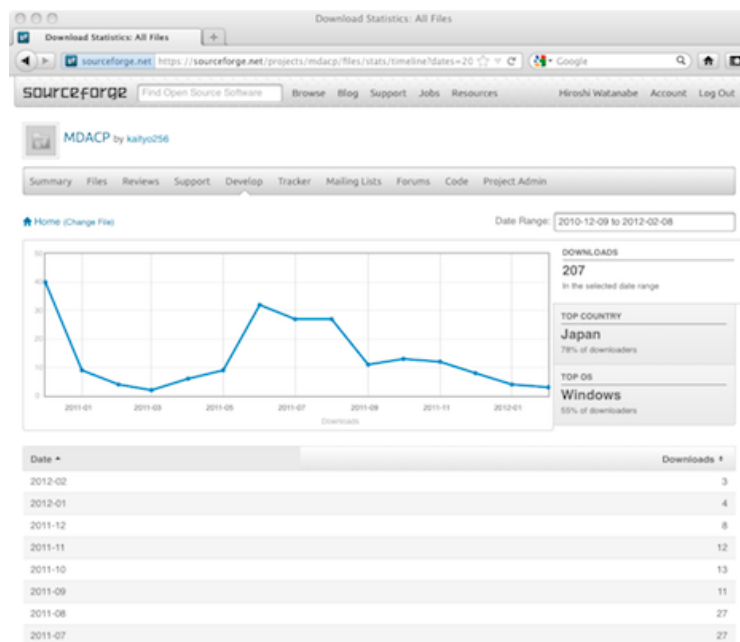 Download Statistics: All Files
Download Statistics: All Files +
sourceforge.net https://sourceforge.net/projects/mdacp/files/stats/timeline?dates=20 Google
sourceforge Find Open Source Software Browse Blog Support Jobs Resources Hiroshi Watanabe Account Log Out
MDACP by kaityo256
Summary Files Reviews Support Develop Tracker Mailing Lists Forums Code Project Admin
Home (Change File) Date Range: 2010-12-09 to 2012-02-08
50
40
30
20
10
0
2011-01 2011-03 2011-05 2011-07 2011-09 2011-11 2012-01
Downloads
DOWNLOADS
207
In the selected date range
TOP COUNTRY
Japan
78% of downloaders
TOP OS
Windows
55% of downloaders
Date Downloads
2012-02 3
2012-01 4
2011-12 8
2011-11 12
2011-10 13
2011-09 11
2011-08 27
2011-07 27